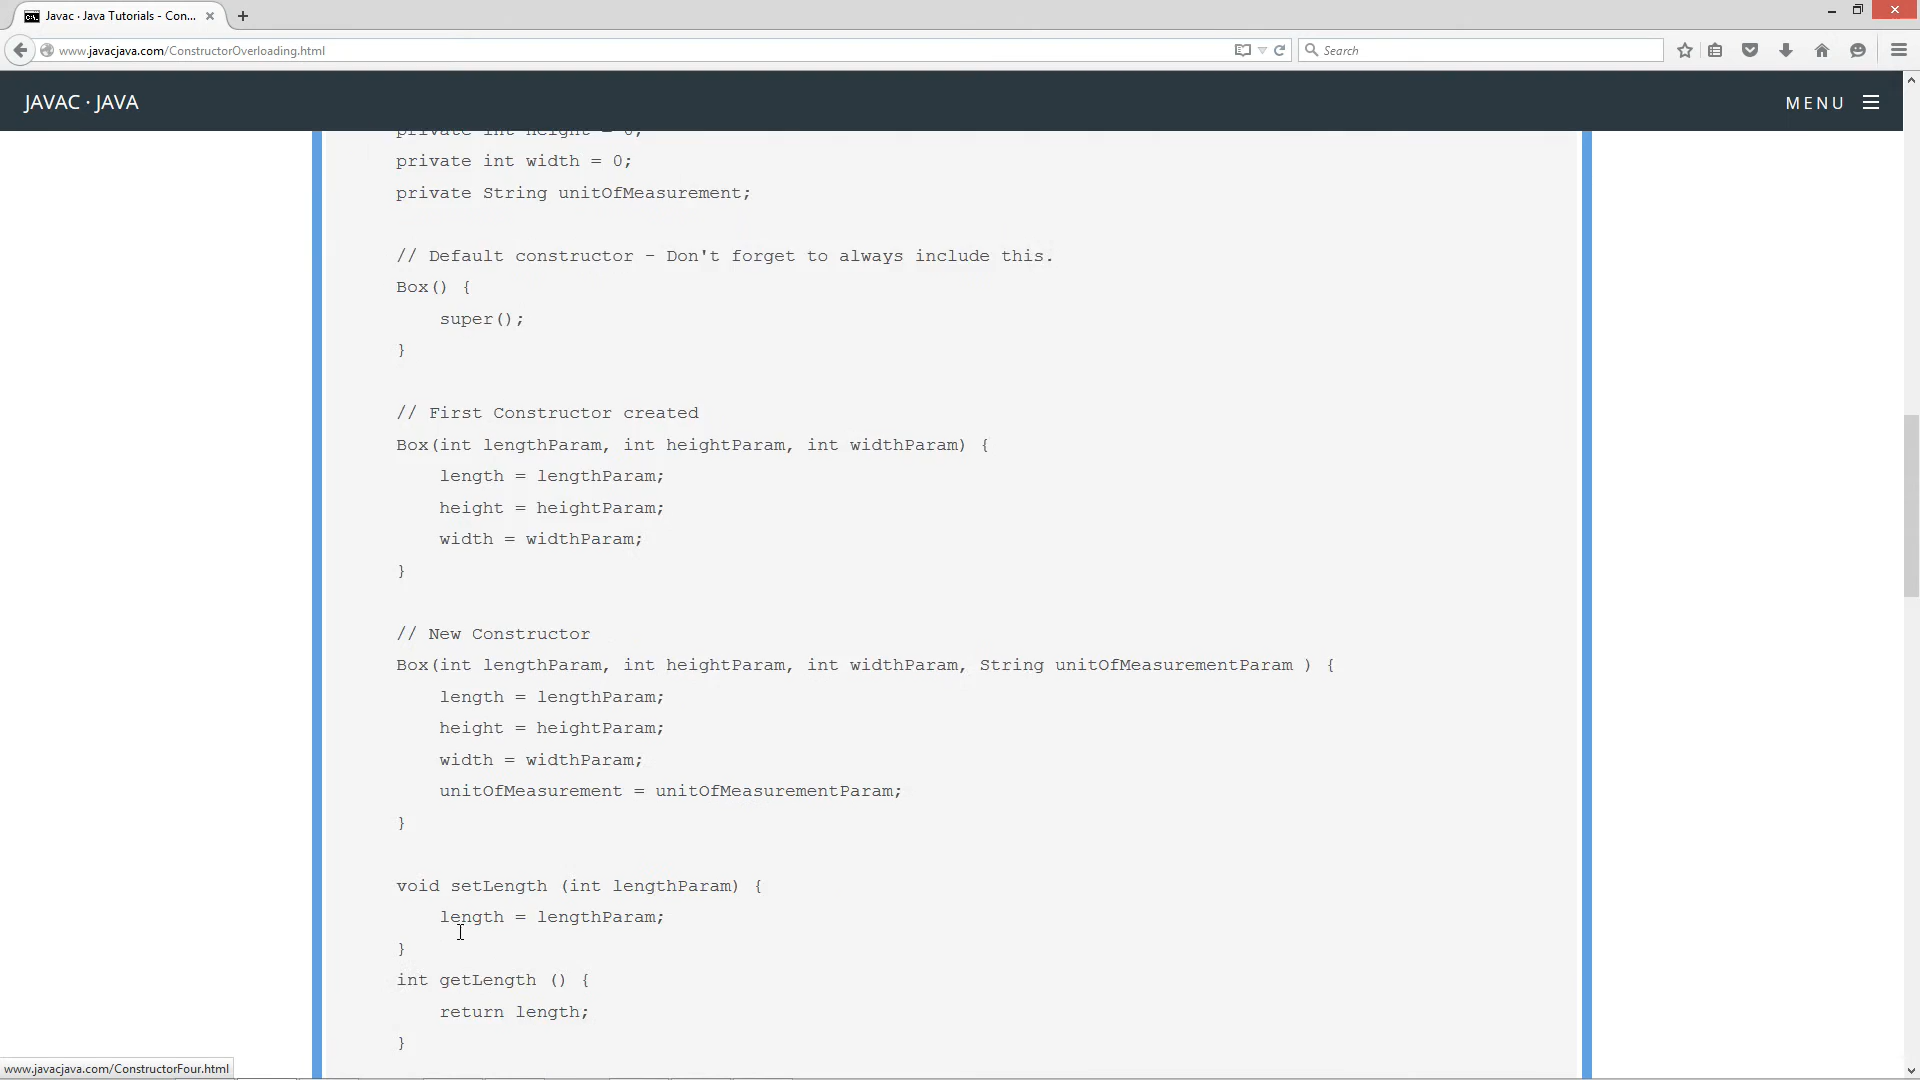 Javac · Java Tutorials - Con...
www.javacjava.com/ConstructorOverloading.html
Search
JAVAC · JAVA
MENU
private int height = 0;
private int width = 0;
private String unitOfMeasurement;
// Default constructor - Don't forget to always include this.
Box() {
super();
}
// First Constructor created
Box(int lengthParam, int heightParam, int widthParam) {
length = lengthParam;
height = heightParam;
width = widthParam;
}
// New Constructor
Box(int lengthParam, int heightParam, int widthParam, String unitOfMeasurementParam ) {
length = lengthParam;
height = heightParam;
width = widthParam;
unitOfMeasurement = unitOfMeasurementParam;
}
void setLength (int lengthParam) {
length = lengthParam;
}
int getLength () {
return length;
}
www.javacjava.com/ConstructorFour.html